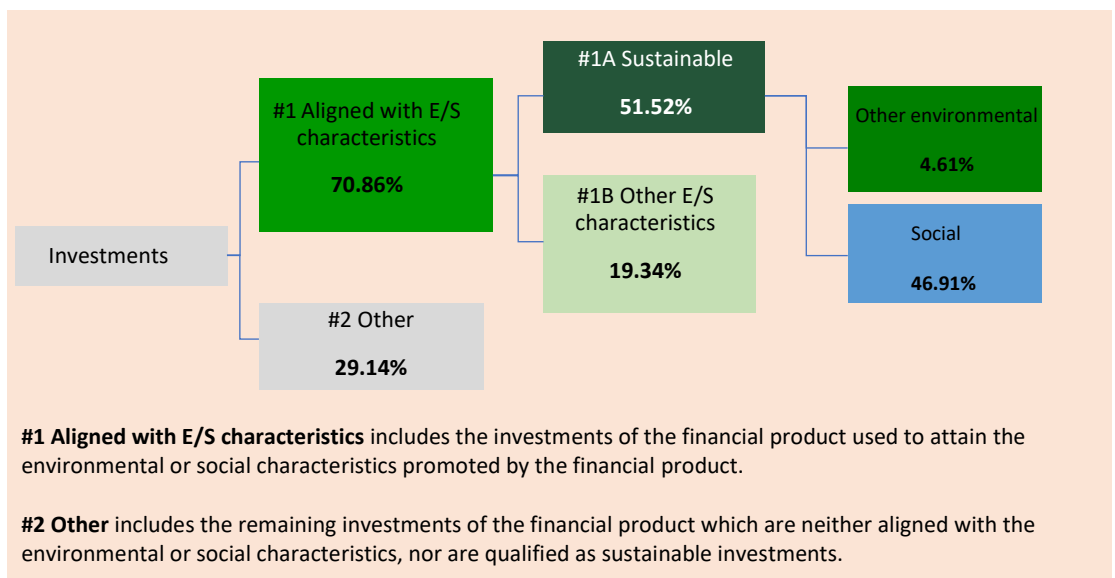 #1A Sustainable
51.52%
#1 Aligned with E/S
characteristics
70.86%
Other environmental
4.61%
#1B Other E/S
characteristics
19.34%
Social
46.91%
Investments
#2 Other
29.14%
#1 Aligned with E/S characteristics includes the investments of the financial product used to attain the
environmental or social characteristics promoted by the financial product.
#2 Other includes the remaining investments of the financial product which are neither aligned with the
environmental or social characteristics, nor are qualified as sustainable investments.